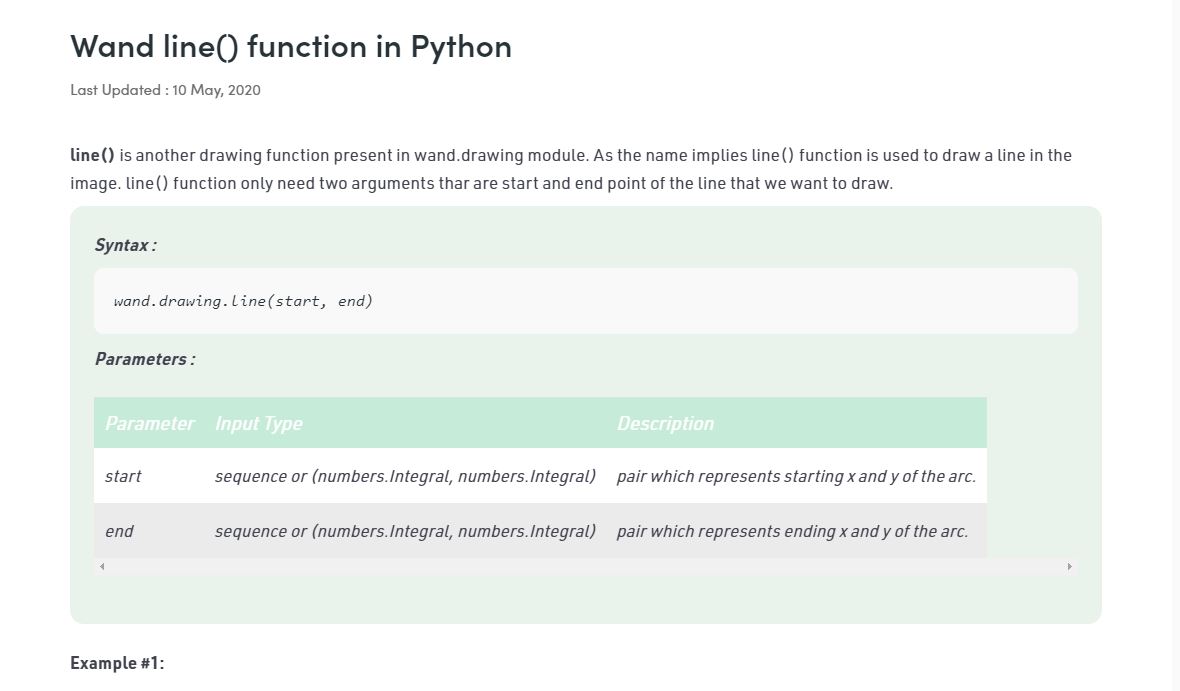 Wand line() function in Python
Last Updated : 10 May, 2020
line() is another drawing function present in wand.drawing module. As the name implies line() function is used to draw a line in the
image. line() function only need two arguments thar are start and end point of the line that we want to draw.
Syntax :
wand.drawing.line(start, end)
Parameters :
Parameter Input Type Description
start sequence or (numbers.Integral, numbers.Integral) pair which represents starting x and y of the arc.
end sequence or (numbers.Integral, numbers.Integral) pair which represents ending x and y of the arc.
Example #1: